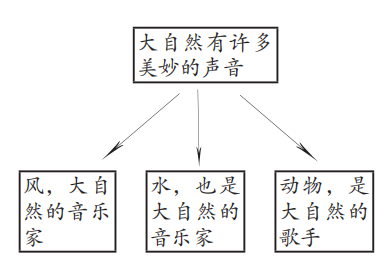 大自然有许多
美妙的声音
风，大自
然的音乐
家
水，也是
大自然的
音乐家
动物，是
大自然的
歌手